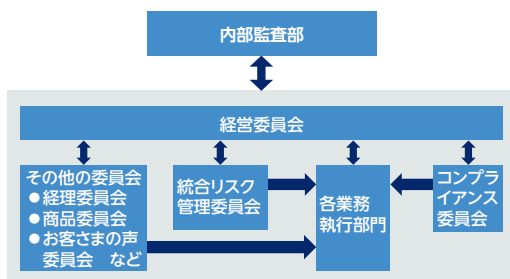 内部監査部
経営委員会
その他の委員会
●経理委員会
●商品委員会
●お客さまの声
委員会 など
統合リスク
管理委員会
各業務
執行部門
コンプラ
イアンス
委員会